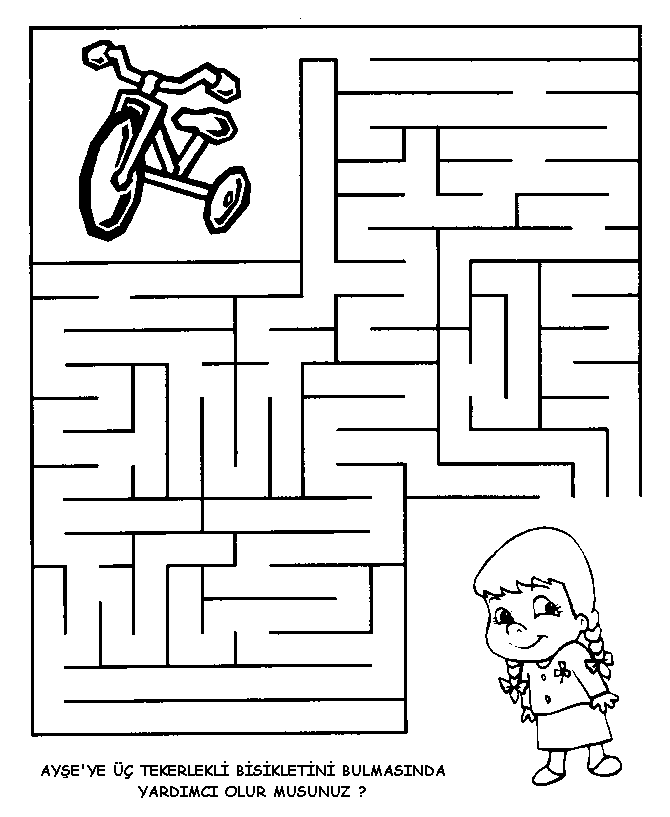 AYŞE'YE ÜÇ TEKERLEKLİ BİSİKLETİNİ BULMASINDA
YARDIMCI OLUR MUSUNUZ ?